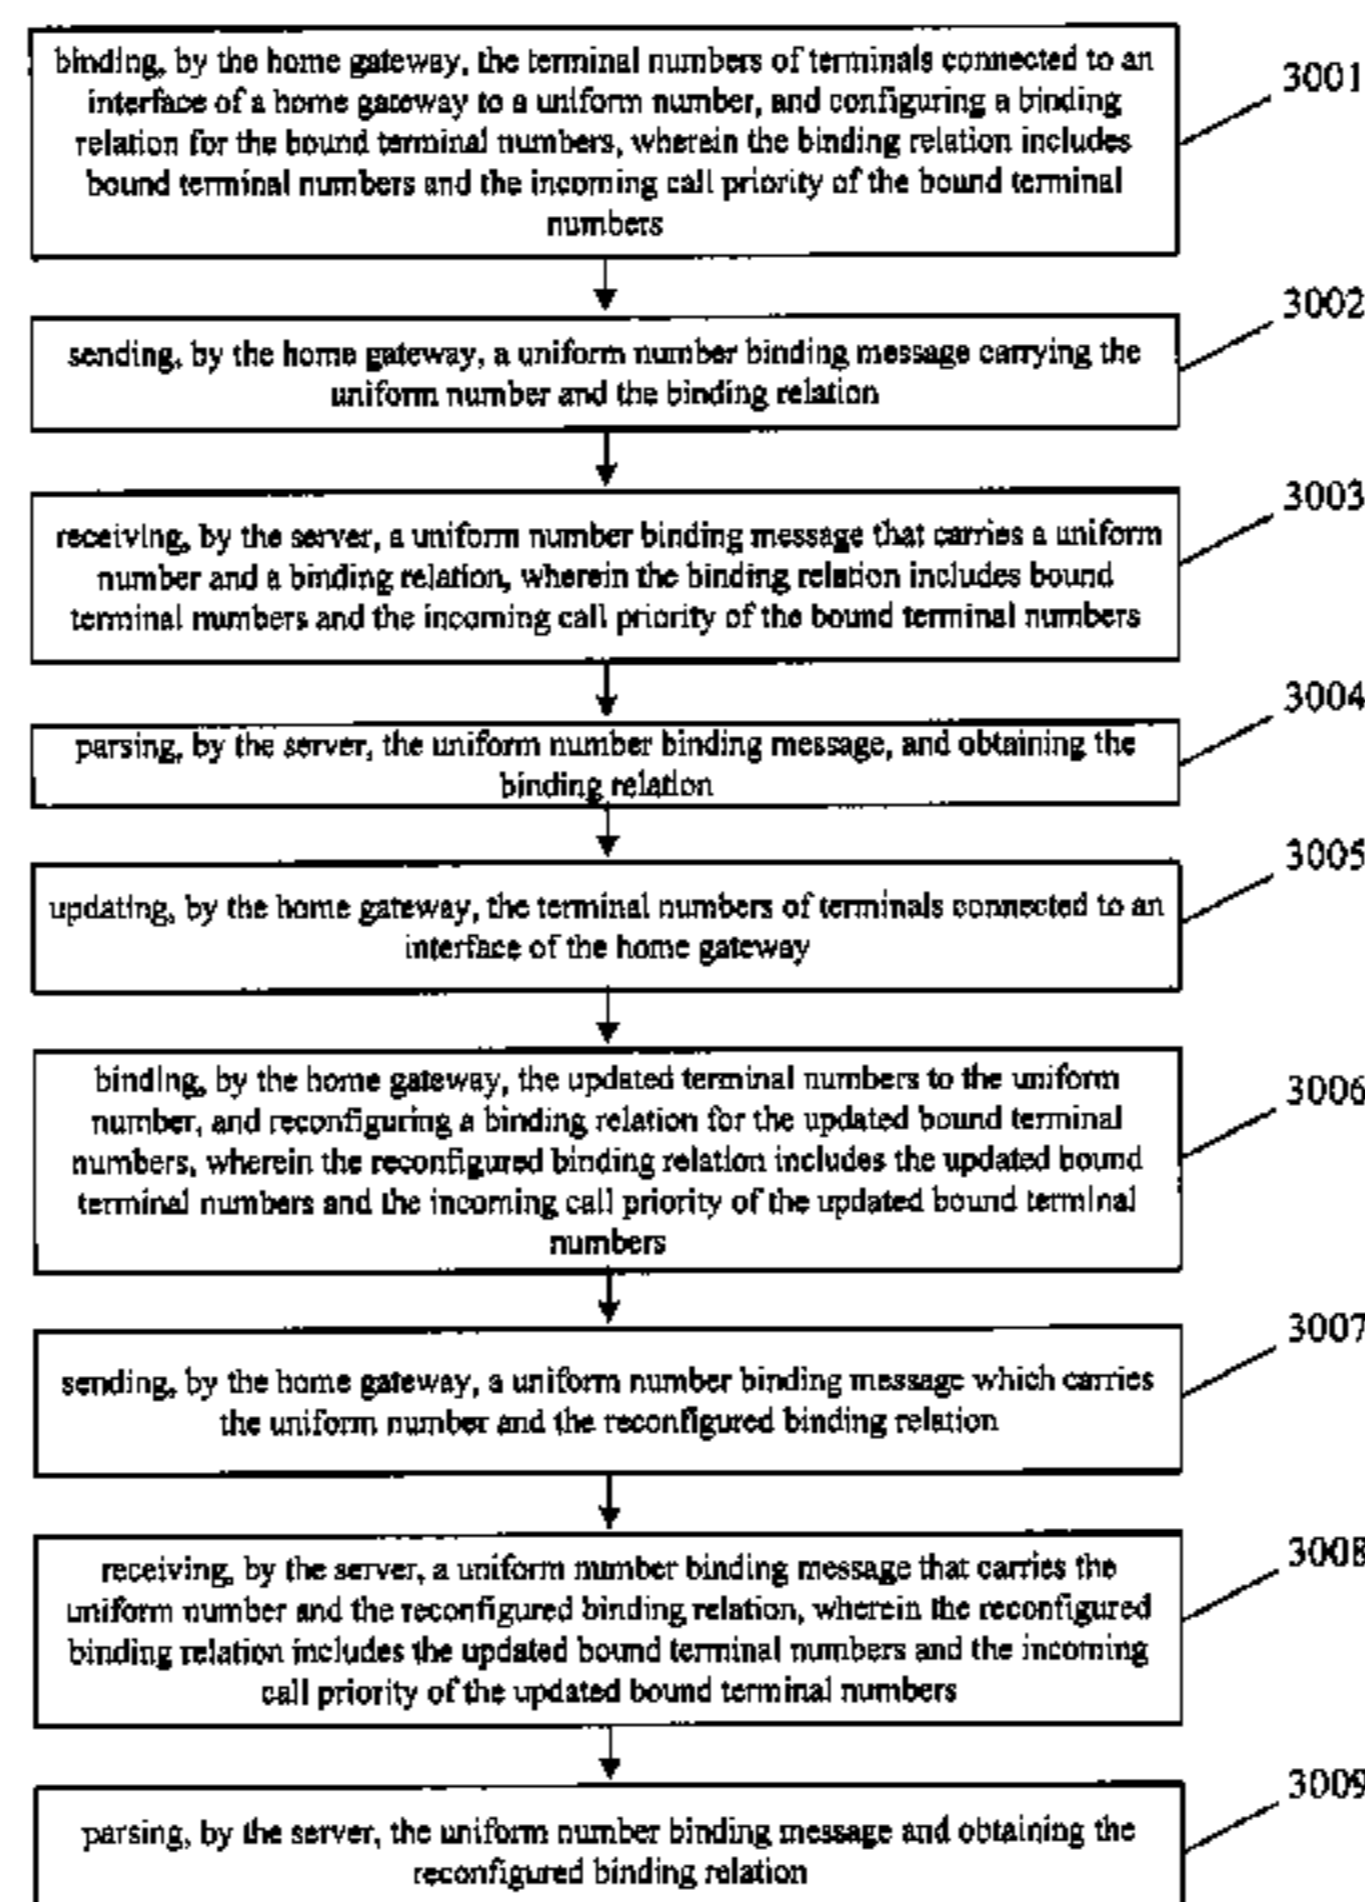 binding, by the home gateway, the terminal numbers of terminals connected to an
interface of a home gateway to a uniform number, and configuring a binding
relation for the bound terminal numbers, wherein the binding relation includes
bound terminal numbers and the incoming call priority of the bound terminal
numbers
3001
sending, by the home gateway, a uniform number binding message carrying the
uniform number and the binding relation
3002
receiving, by the server, a uniform number binding message that carries a uniform
number and a binding relation, wherein the binding relation includes bound
terminal numbers and the incoming call priority of the bound terminal numbers
3003
parsing, by the server, the uniform number binding message, and obtaining the
binding relation
3004
updating, by the home gateway, the terminal numbers of terminals connected to an
interface of the home gateway
3005
binding, by the home gateway, the updated terminal numbers to the uniform
number, and reconfiguring a binding relation for the updated bound terminal
numbers, wherein the reconfigured binding relation includes the updated bound
terminal numbers and the incoming call priority of the updated bound terminal
numbers
3006
sending, by the home gateway, a uniform number binding message which carries
the uniform number and the reconfigured binding relation
3007
receiving, by the server, a uniform number binding message that carries the
uniform number and the reconfigured binding relation, wherein the reconfigured
binding relation includes the updated bound terminal numbers and the incoming
call priority of the updated bound terminal numbers
3008
parsing, by the server, the uniform number binding message and obtaining the
reconfigured binding relation
3009